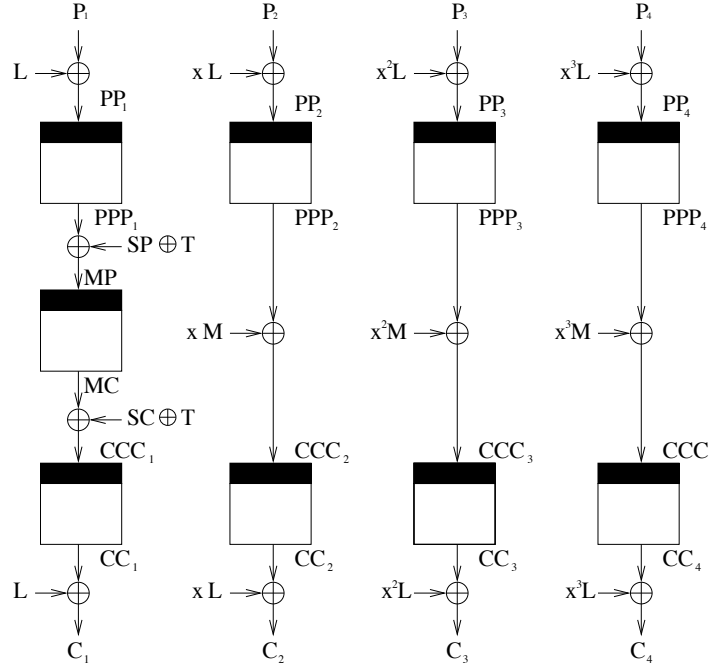 P₁ P₂ P₃ P₄
L x L x²L x³L
PP₁ PP₂ PP₃ PP₄
PPP₁ PPP₂ PPP₃ PPP₄
SP ⊕ T
MP
x M x²M x³M
MC
SC ⊕ T
CCC₁ CCC₂ CCC₃ CCC
CC₁ CC₂ CC₃ CC₄
L x L x²L x³L
C₁ C₂ C₃ C₄